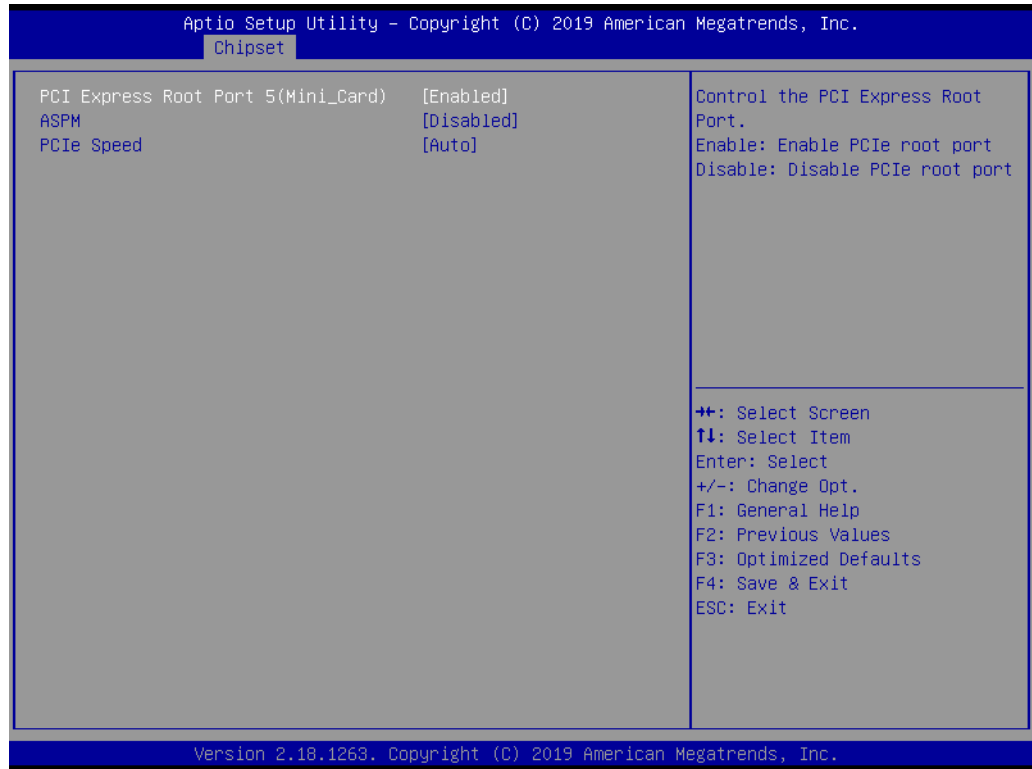 Aptio Setup Utility – Copyright (C) 2019 American Megatrends, Inc.
Chipset
PCI Express Root Port 5(Mini_Card) [Enabled]
ASPM [Disabled]
PCIe Speed [Auto]
Control the PCI Express Root
Port.
Enable: Enable PCIe root port
Disable: Disable PCIe root port
→←: Select Screen
↑↓: Select Item
Enter: Select
+/-: Change Opt.
F1: General Help
F2: Previous Values
F3: Optimized Defaults
F4: Save & Exit
ESC: Exit
Version 2.18.1263. Copyright (C) 2019 American Megatrends, Inc.